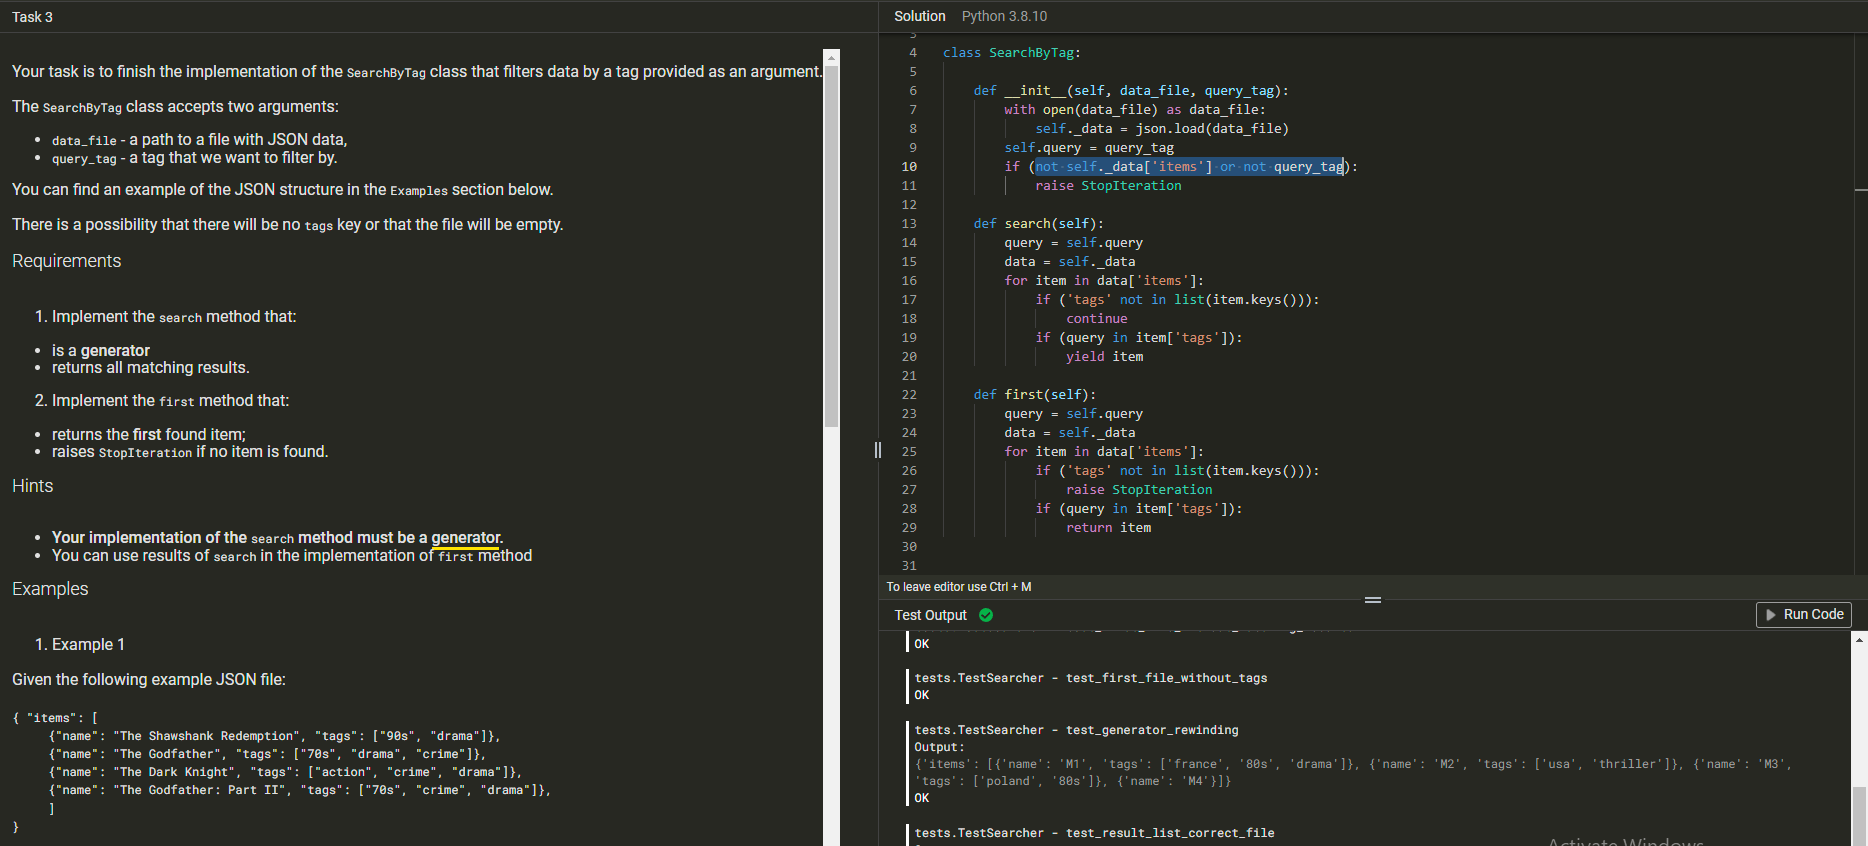 Task 3
Your task is to finish the implementation of the SearchByTag class that filters data by a tag provided as an argument.
The SearchByTag class accepts two arguments:
• data_file - a path to a file with JSON data,
• query_tag - a tag that we want to filter by.
You can find an example of the JSON structure in the Examples section below.
There is a possibility that there will be no tags key or that the file will be empty.
Requirements
1. Implement the search method that:
• is a generator
• returns all matching results.
2. Implement the first method that:
• returns the first found item;
• raises StopIteration if no item is found.
Hints
• Your implementation of the search method must be a generator.
• You can use results of search in the implementation of first method
Examples
1. Example 1
Given the following example JSON file:
{ "items": [
{"name": "The Shawshank Redemption", "tags": ["90s", "drama"]},
{"name": "The Godfather", "tags": ["70s", "drama", "crime"]},
{"name": "The Dark Knight", "tags": ["action", "crime", "drama"]},
{"name": "The Godfather: Part II", "tags": ["70s", "crime", "drama"]},
]
}
Solution Python 3.8.10
3
4 class SearchByTag:
5
6 def __init__(self, data_file, query_tag):
7 with open(data_file) as data_file:
8 self._data = json.load(data_file)
9 self.query = query_tag
10 if (not self._data['items'] or not query_tag):
11 raise StopIteration
12
13 def search(self):
14 query = self.query
15 data = self._data
16 for item in data['items']:
17 if ('tags' not in list(item.keys())):
18 continue
19 if (query in item['tags']):
20 yield item
21
22 def first(self):
23 query = self.query
24 data = self._data
25 for item in data['items']:
26 if ('tags' not in list(item.keys())):
27 raise StopIteration
28 if (query in item['tags']):
29 return item
30
31
To leave editor use Ctrl + M
Test Output
Run Code
OK
tests.TestSearcher - test_first_file_without_tags
OK
tests.TestSearcher - test_generator_rewinding
Output:
{'items': [{'name': 'M1', 'tags': ['france', '80s', 'drama']}, {'name': 'M2', 'tags': ['usa', 'thriller']}, {'name': 'M3',
'tags': ['poland', '80s']}, {'name': 'M4'}]}
OK
tests.TestSearcher - test_result_list_correct_file
Activate Windows